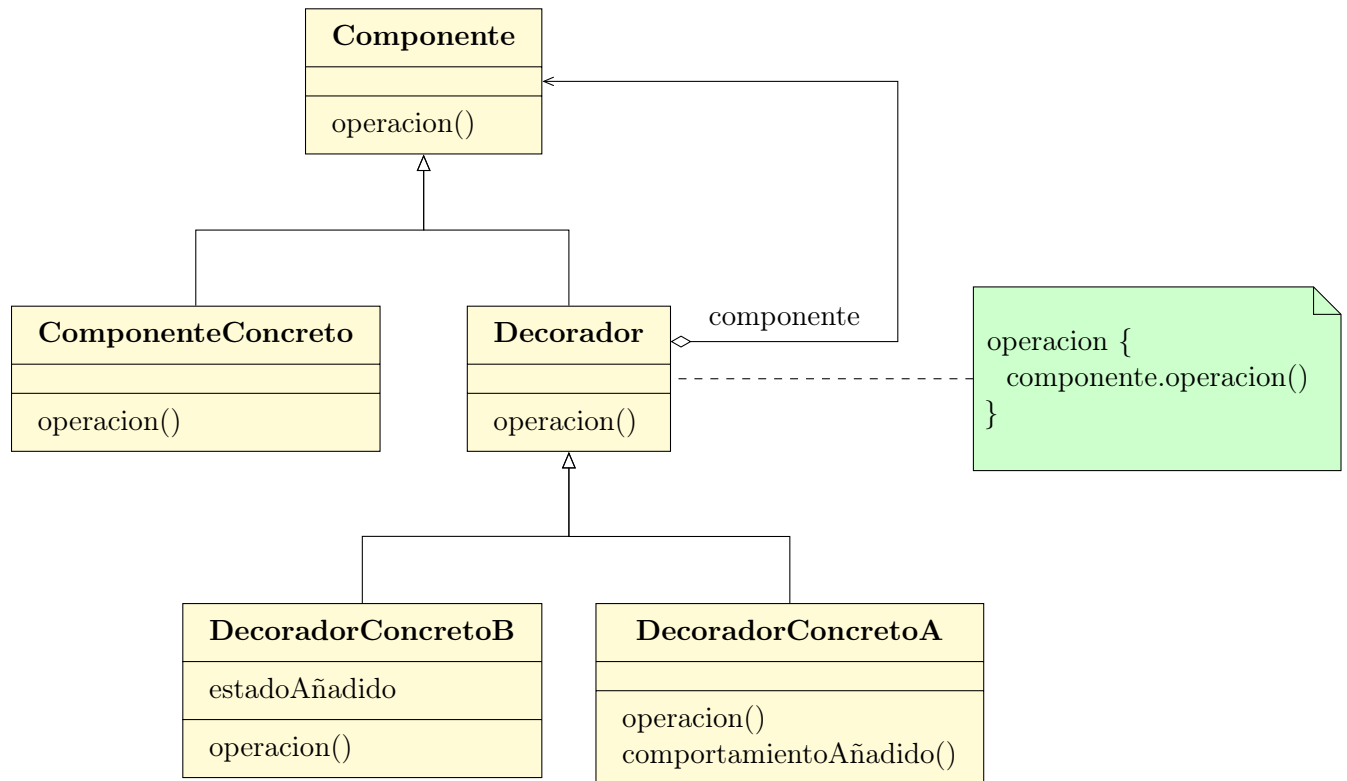 Componente
operacion()
ComponenteConcreto
operacion()
Decorador
operacion()
componente
operacion {
componente.operacion()
}
DecoradorConcretoB
estadoAñadido
operacion()
DecoradorConcretoA
operacion()
comportamientoAñadido()